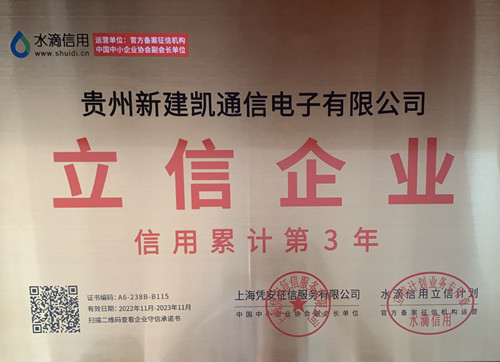 水滴信用
www.shuidi.cn
运营单位：官方备案征信机构
中国中小企业协会副会长单位
贵州新建凯通信电子有限公司
立信企业
信用累计第3年
证书编码：A6-238B-B115
有效日期：2022年11月-2023年11月
扫描二维码查看企业守信承诺书
上海凭安征信服务有限公司
中国中小企业协会副会长单位
水滴信用立信计划
官方备案征信机构运营
水滴信用